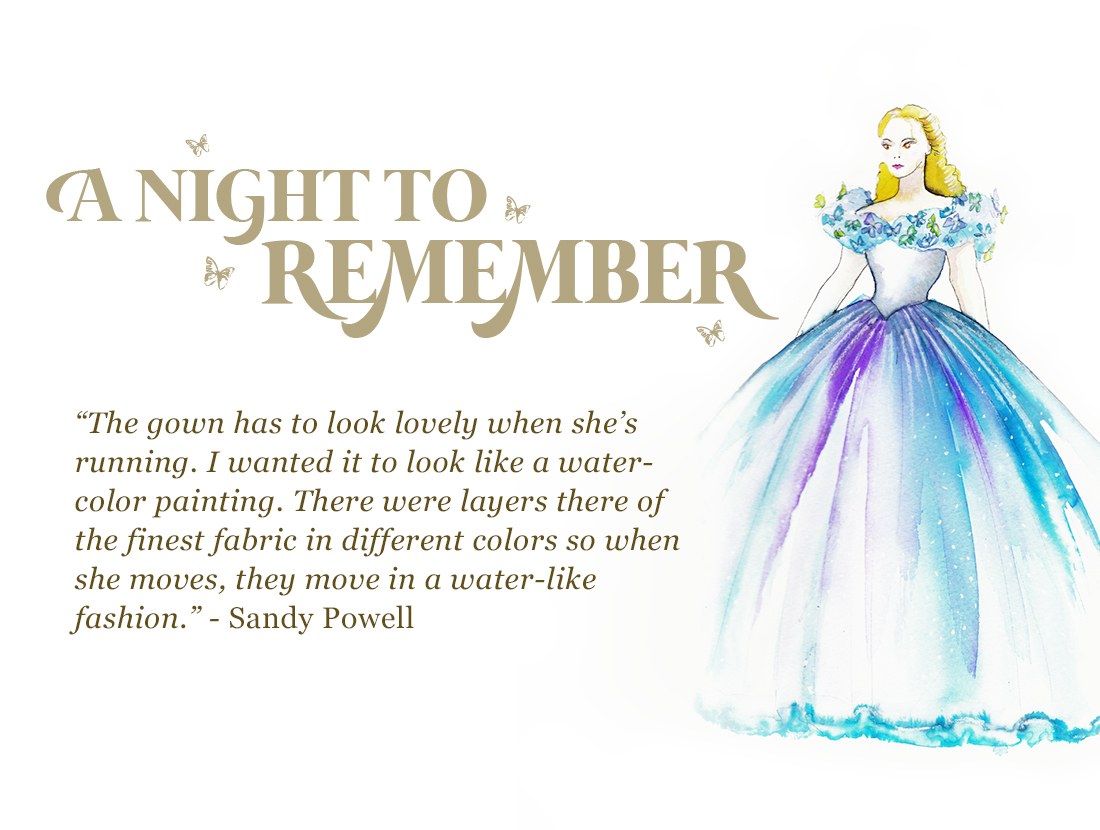 A NIGHT TO
REMEMBER
“The gown has to look lovely when she’s
running. I wanted it to look like a water-
color painting. There were layers there of
the finest fabric in different colors so when
she moves, they move in a water-like
fashion.” - Sandy Powell